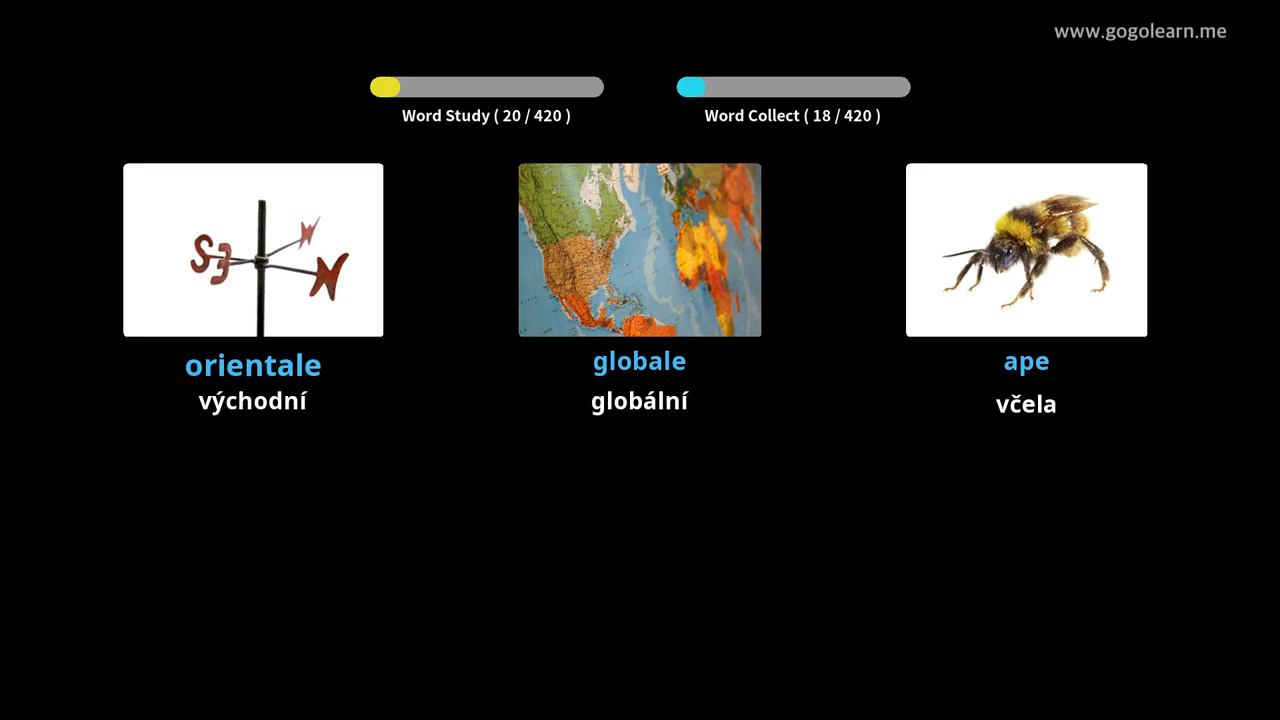 www.gogolearn.me
Word Study ( 20 / 420 )
Word Collect ( 18 / 420 )
orientale
východní
globale
globální
ape
včela